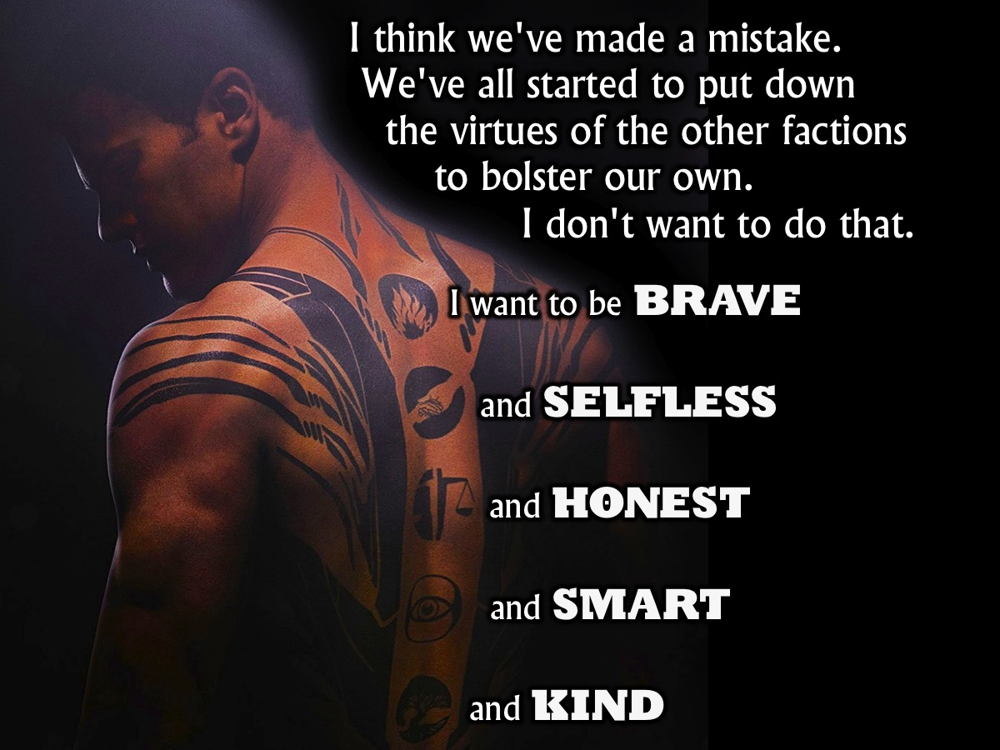 I think we've made a mistake.
We've all started to put down
the virtues of the other factions
to bolster our own.
I don't want to do that.
I want to be BRAVE
and SELFLESS
and HONEST
and SMART
and KIND